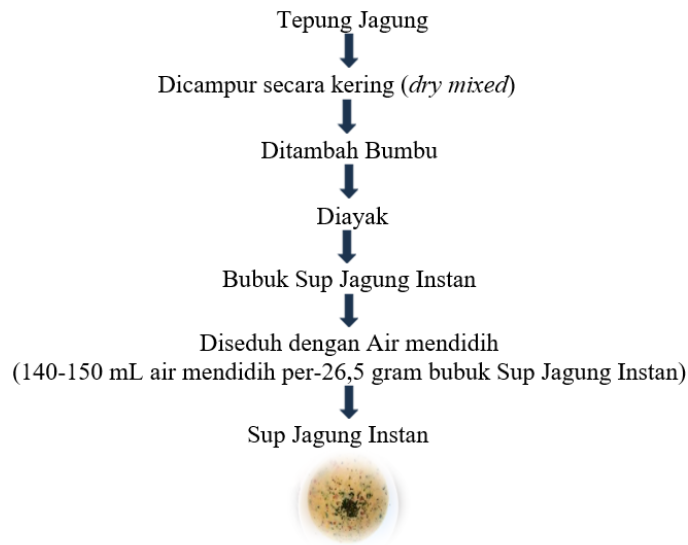 Tepung Jagung
Dicampur secara kering (dry mixed)
Ditambah Bumbu
Diayak
Bubuk Sup Jagung Instan
Diseduh dengan Air mendidih
(140-150 mL air mendidih per-26,5 gram bubuk Sup Jagung Instan)
Sup Jagung Instan